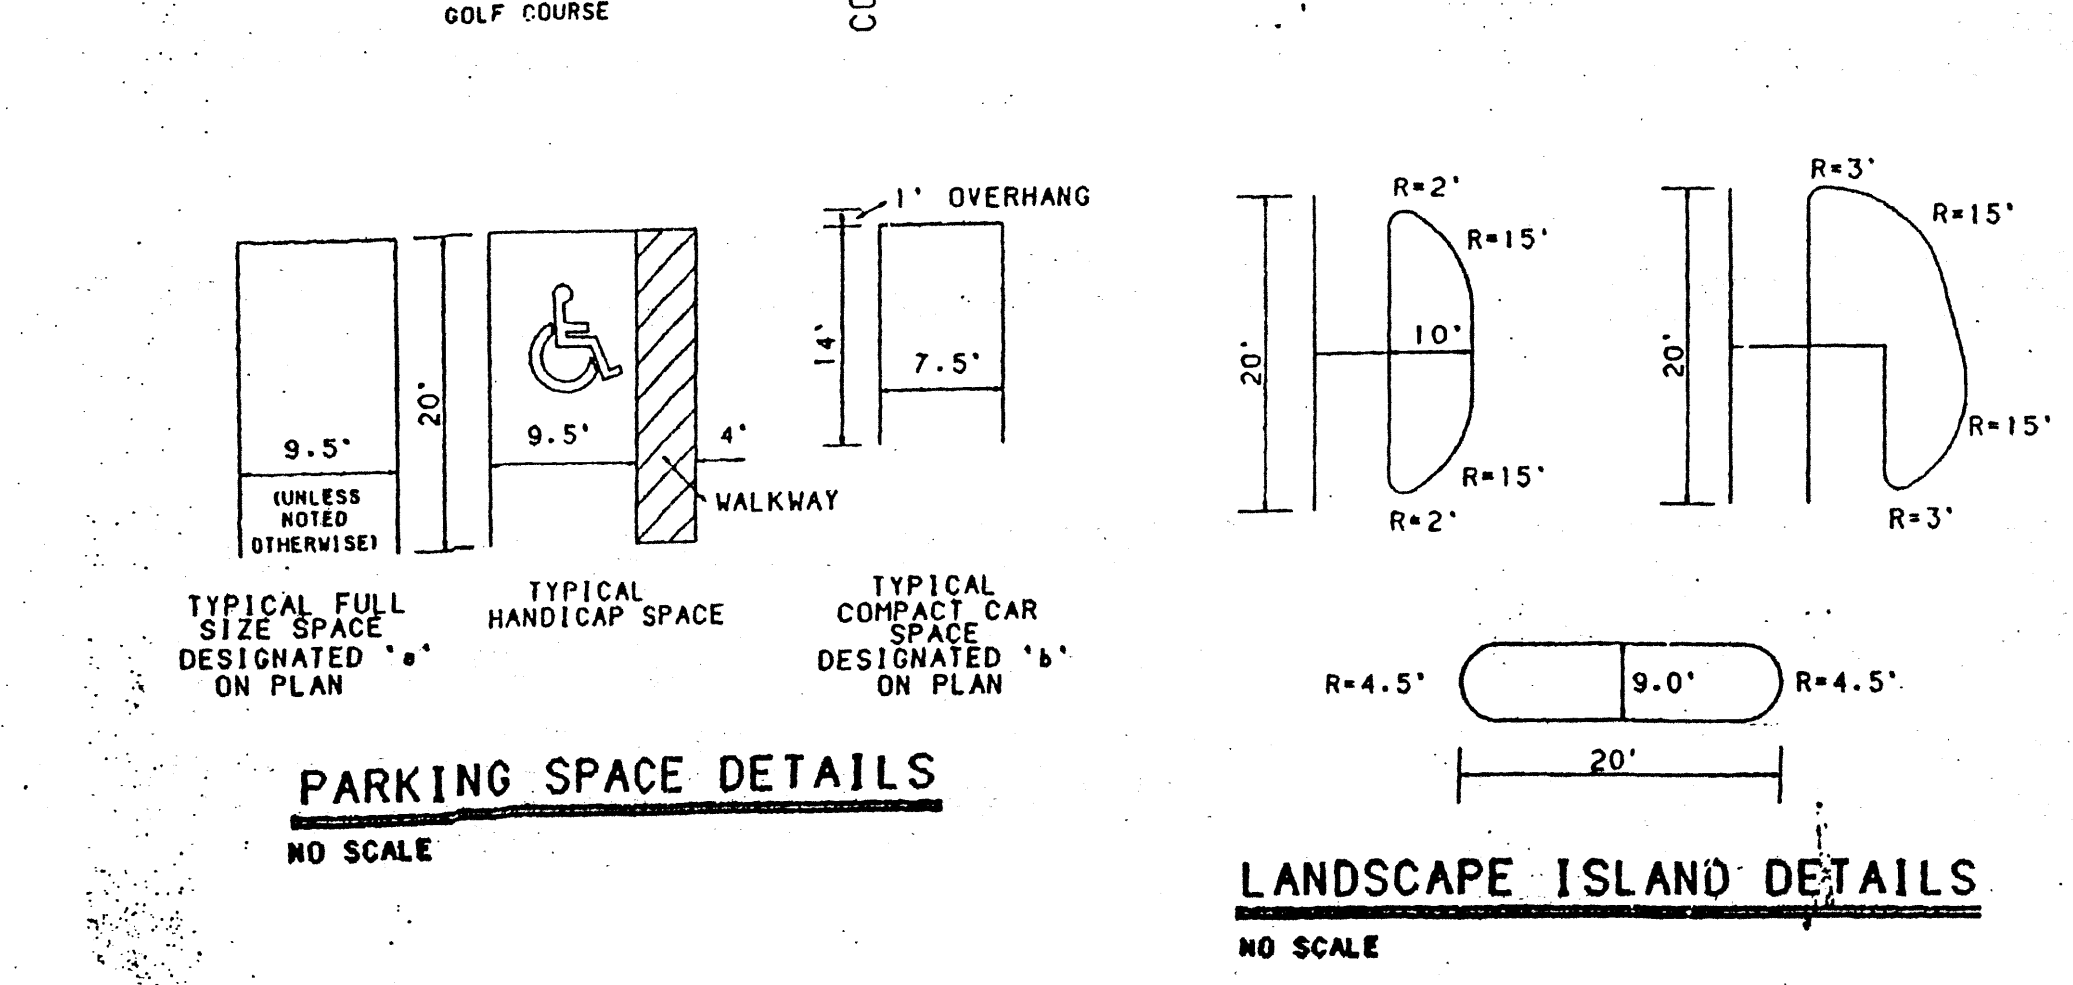 GOLF COURSE
1' OVERHANG
20'
9.5'
(UNLESS
NOTED
OTHERWISE)
9.5'
4'
WALKWAY
14'
7.5'
TYPICAL FULL
SIZE SPACE
DESIGNATED 'a'
ON PLAN
TYPICAL
HANDICAP SPACE
TYPICAL
COMPACT CAR
SPACE
DESIGNATED 'b'
ON PLAN
PARKING SPACE DETAILS
NO SCALE
R=2'
R=15'
20'
10'
R=15'
R=2'
R=3'
R=15'
20'
R=15'
R=3'
R=4.5'
9.0'
R=4.5'
20'
LANDSCAPE ISLAND DETAILS
NO SCALE